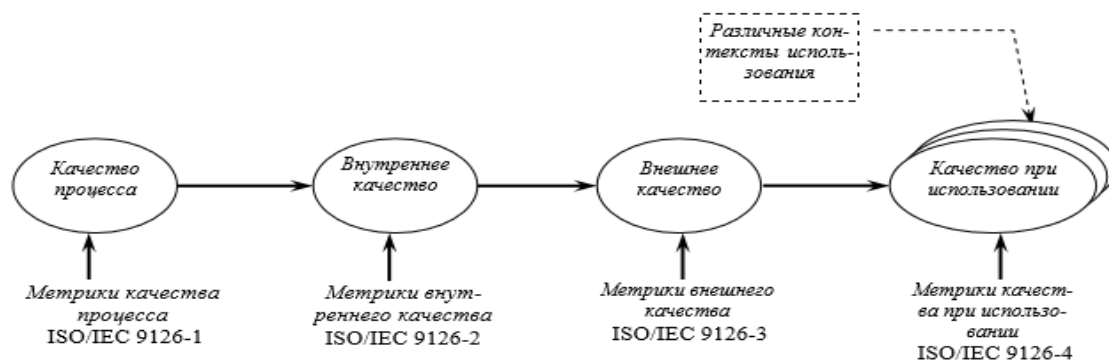 Различные кон-
тексты исполь-
зования
Качество
процесса
Внутреннее
качество
Внешнее
качество
Качество при
использовании
Метрики качества
процесса
ISO/IEC 9126-1
Метрики внут-
реннего качества
ISO/IEC 9126-2
Метрики внешнего
качества
ISO/IEC 9126-3
Метрики качест-
ва при использо-
вании
ISO/IEC 9126-4